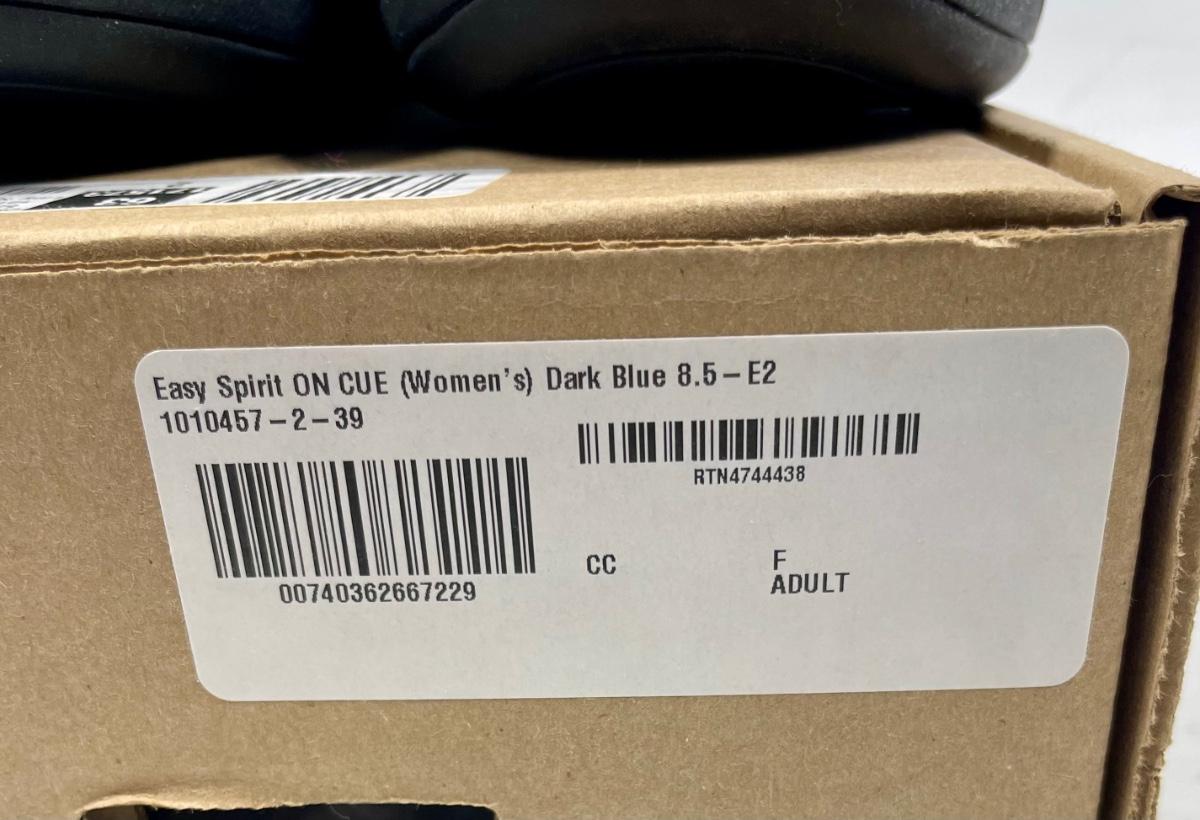 Easy Spirit ON CUE (Women's) Dark Blue 8.5-E2
1010457-2-39
RTN4744438
00740362667229
CC
F
ADULT